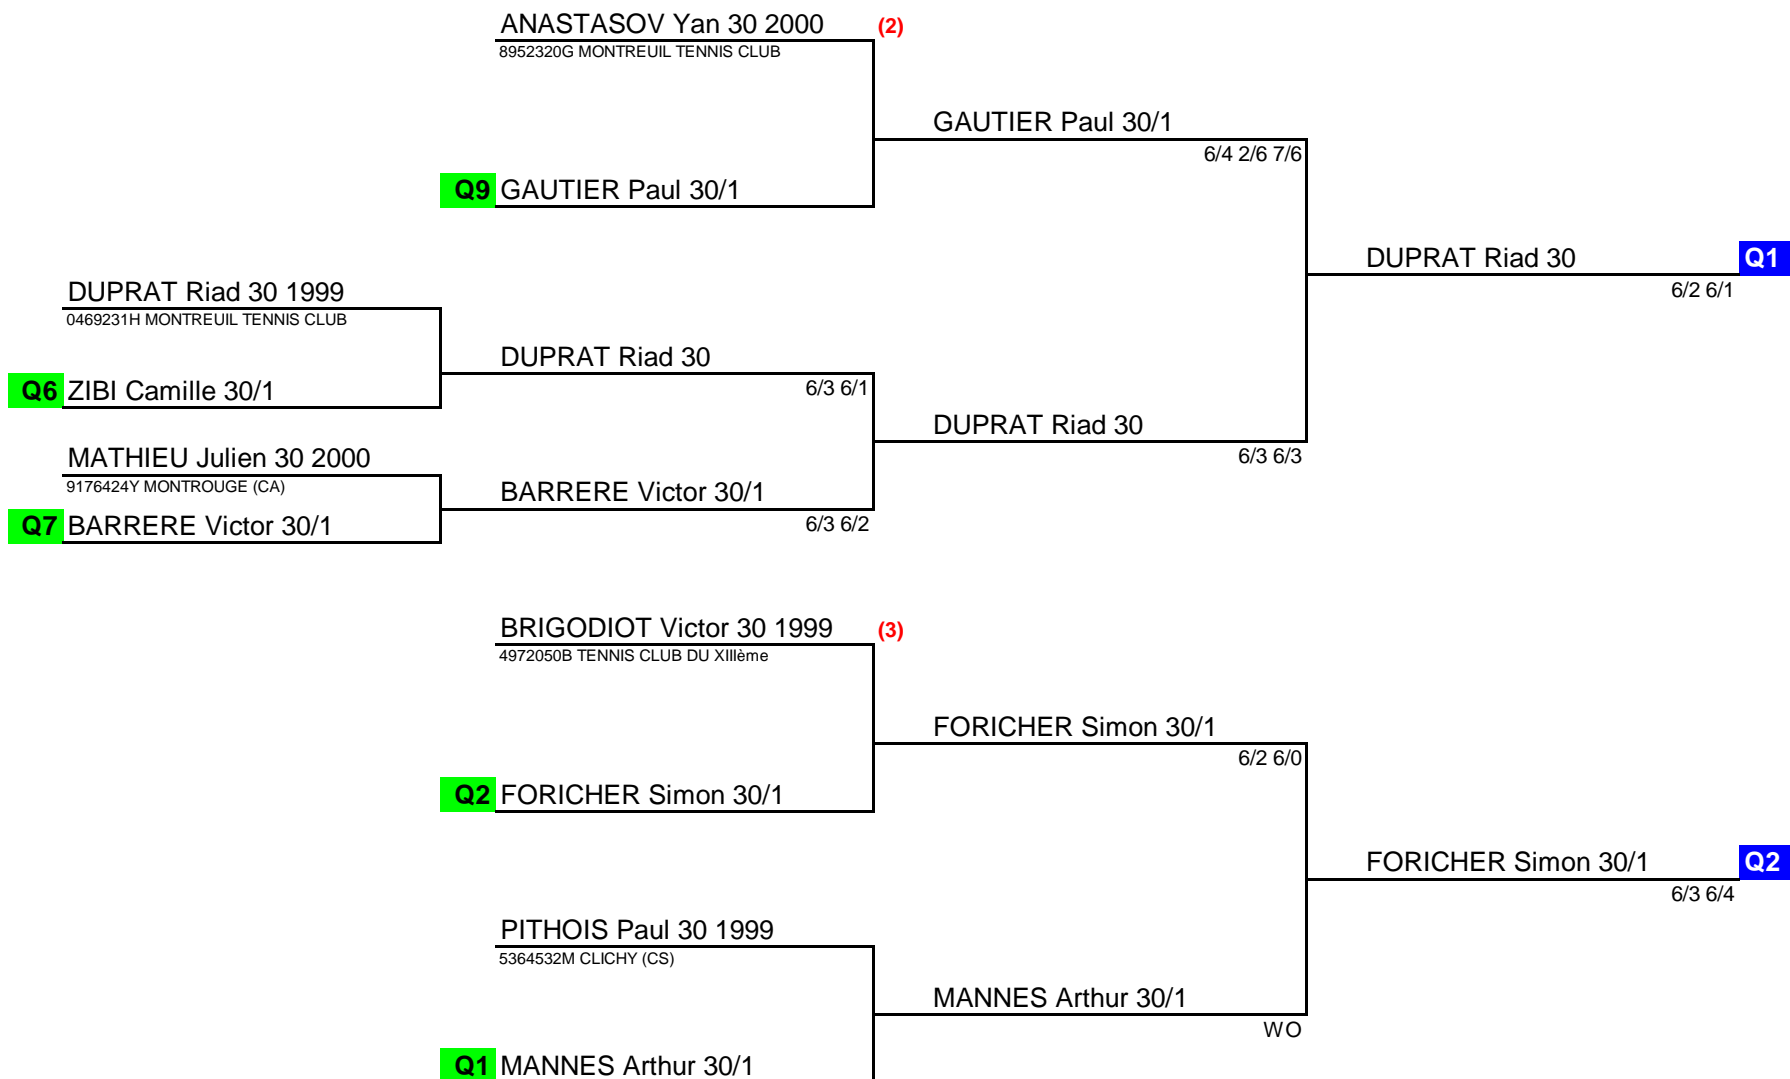 ANASTASOV Yan 30 2000 (2)
8952320G MONTREUIL TENNIS CLUB
GAUTIER Paul 30/1
6/4 2/6 7/6
Q9 GAUTIER Paul 30/1
DUPRAT Riad 30 Q1
6/2 6/1
DUPRAT Riad 30 1999
0469231H MONTREUIL TENNIS CLUB
DUPRAT Riad 30
6/3 6/1
Q6 ZIBI Camille 30/1
DUPRAT Riad 30
6/3 6/3
MATHIEU Julien 30 2000
9176424Y MONTROUGE (CA)
BARRERE Victor 30/1
6/3 6/2
Q7 BARRERE Victor 30/1
BRIGODIOT Victor 30 1999 (3)
4972050B TENNIS CLUB DU XIIIème
FORICHER Simon 30/1
6/2 6/0
Q2 FORICHER Simon 30/1
FORICHER Simon 30/1 Q2
6/3 6/4
PITHOIS Paul 30 1999
5364532M CLICHY (CS)
MANNES Arthur 30/1
WO
Q1 MANNES Arthur 30/1